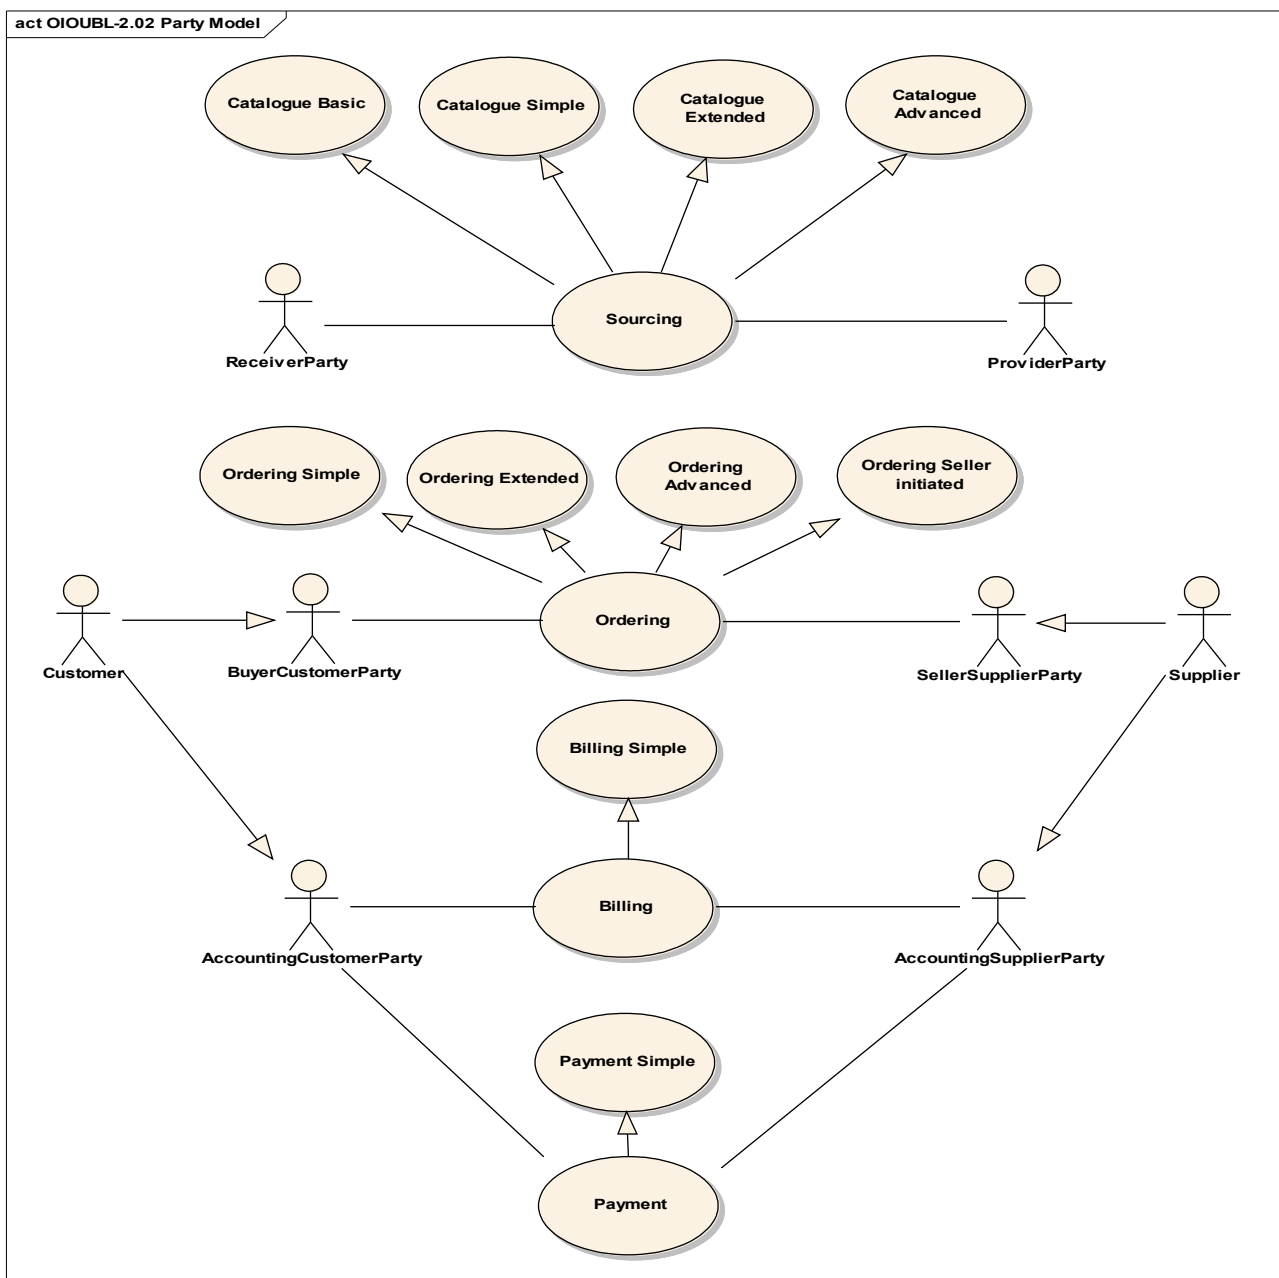 act OIOUBL-2.02 Party Model
Catalogue Basic
Catalogue Simple
Catalogue
Extended
Catalogue
Advanced
Sourcing
ReceiverParty
ProviderParty
Ordering Simple
Ordering Extended
Ordering
Advanced
Ordering Seller
initiated
Ordering
Customer
BuyerCustomerParty
SellerSupplierParty
Supplier
Billing Simple
Billing
AccountingCustomerParty
AccountingSupplierParty
Payment Simple
Payment